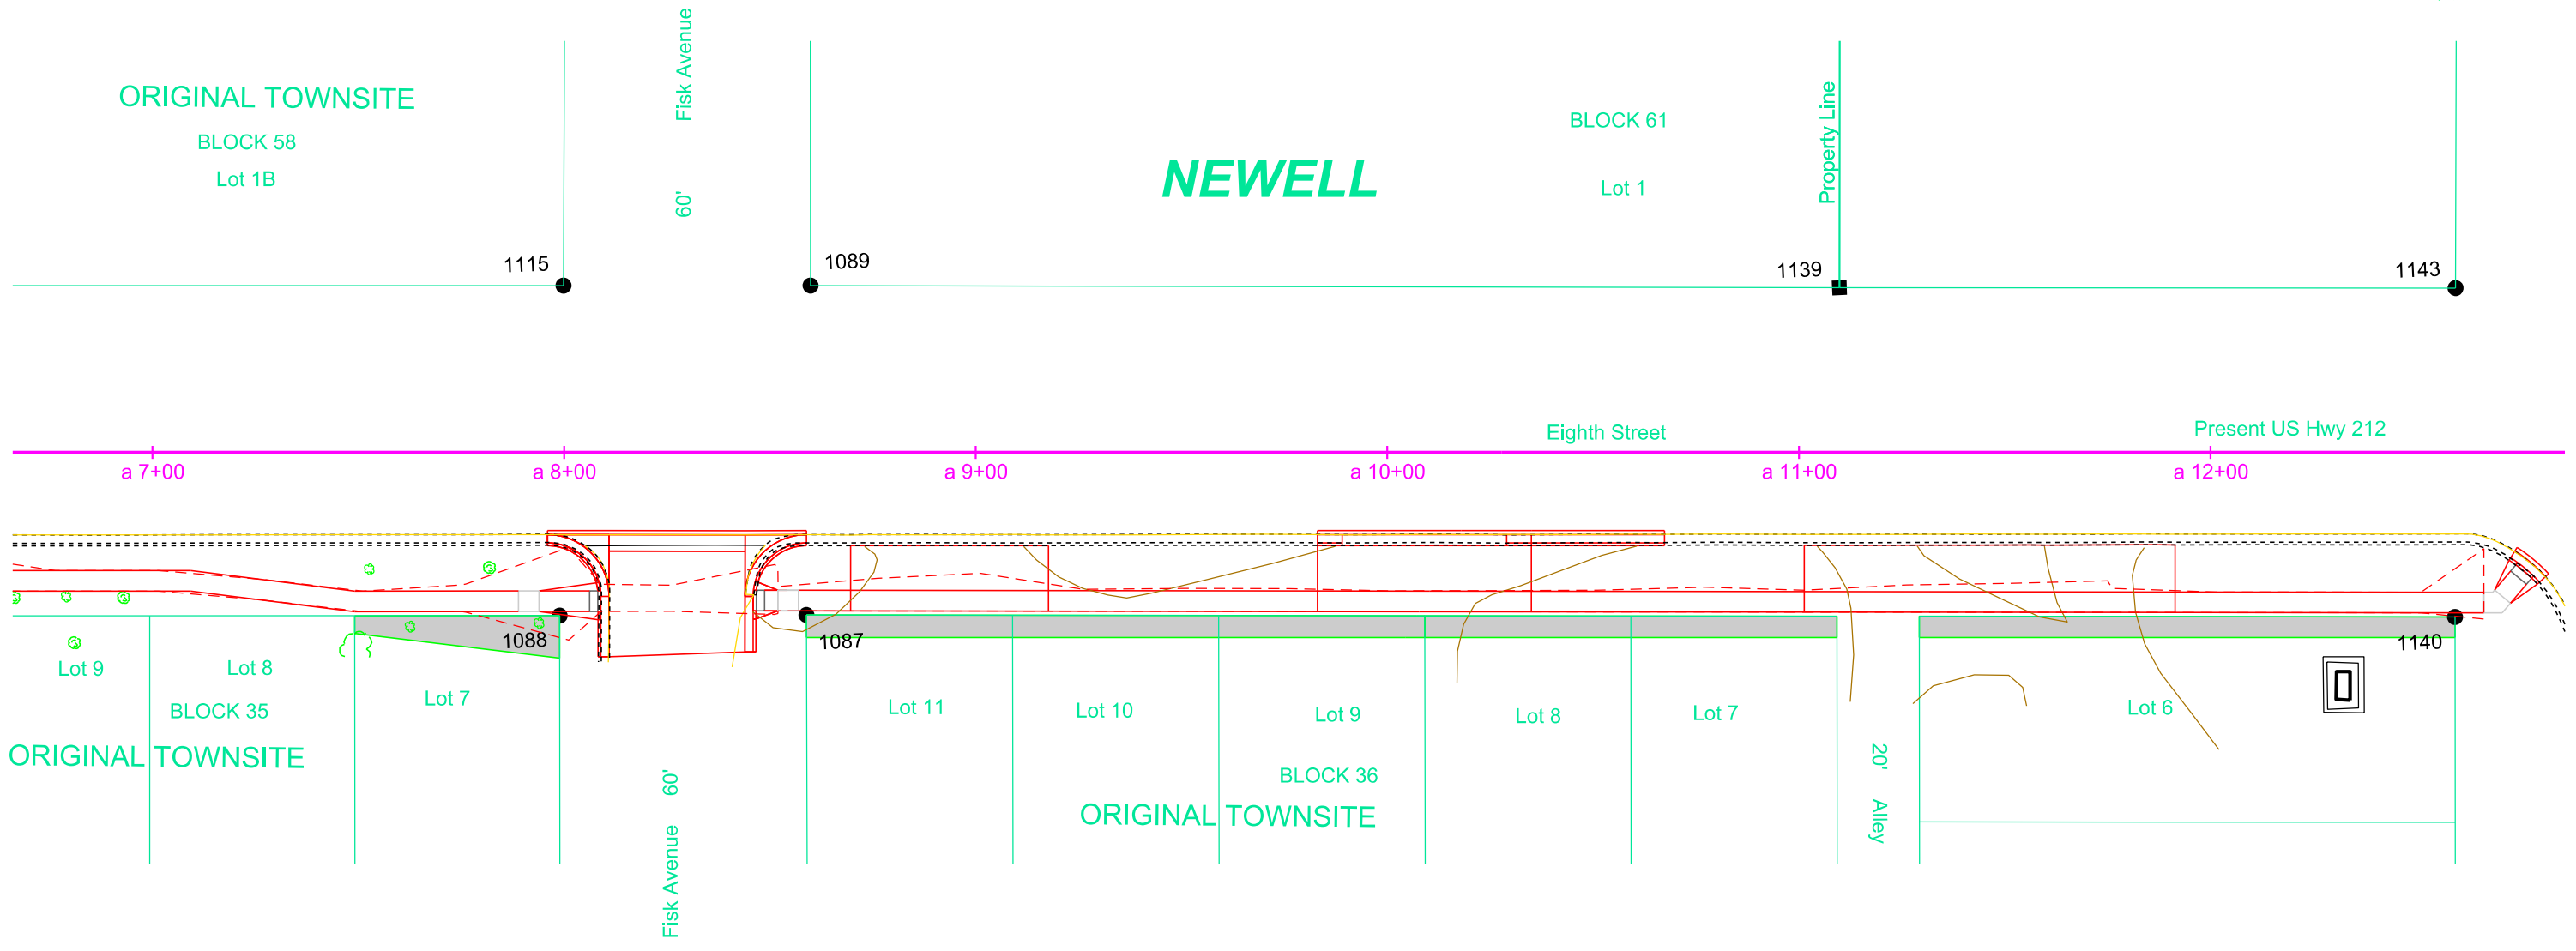 ORIGINAL TOWNSITE
BLOCK 58
Lot 1B
Fisk Avenue
60'
NEWELL
BLOCK 61
Lot 1
Property Line
1115
1089
1139
1143
Eighth Street
Present US Hwy 212
a 7+00
a 8+00
a 9+00
a 10+00
a 11+00
a 12+00
1088
1087
1140
Lot 9
Lot 8
Lot 7
BLOCK 35
ORIGINAL TOWNSITE
Fisk Avenue 60'
Lot 11
Lot 10
Lot 9
Lot 8
Lot 7
BLOCK 36
ORIGINAL TOWNSITE
20' Alley
Lot 6